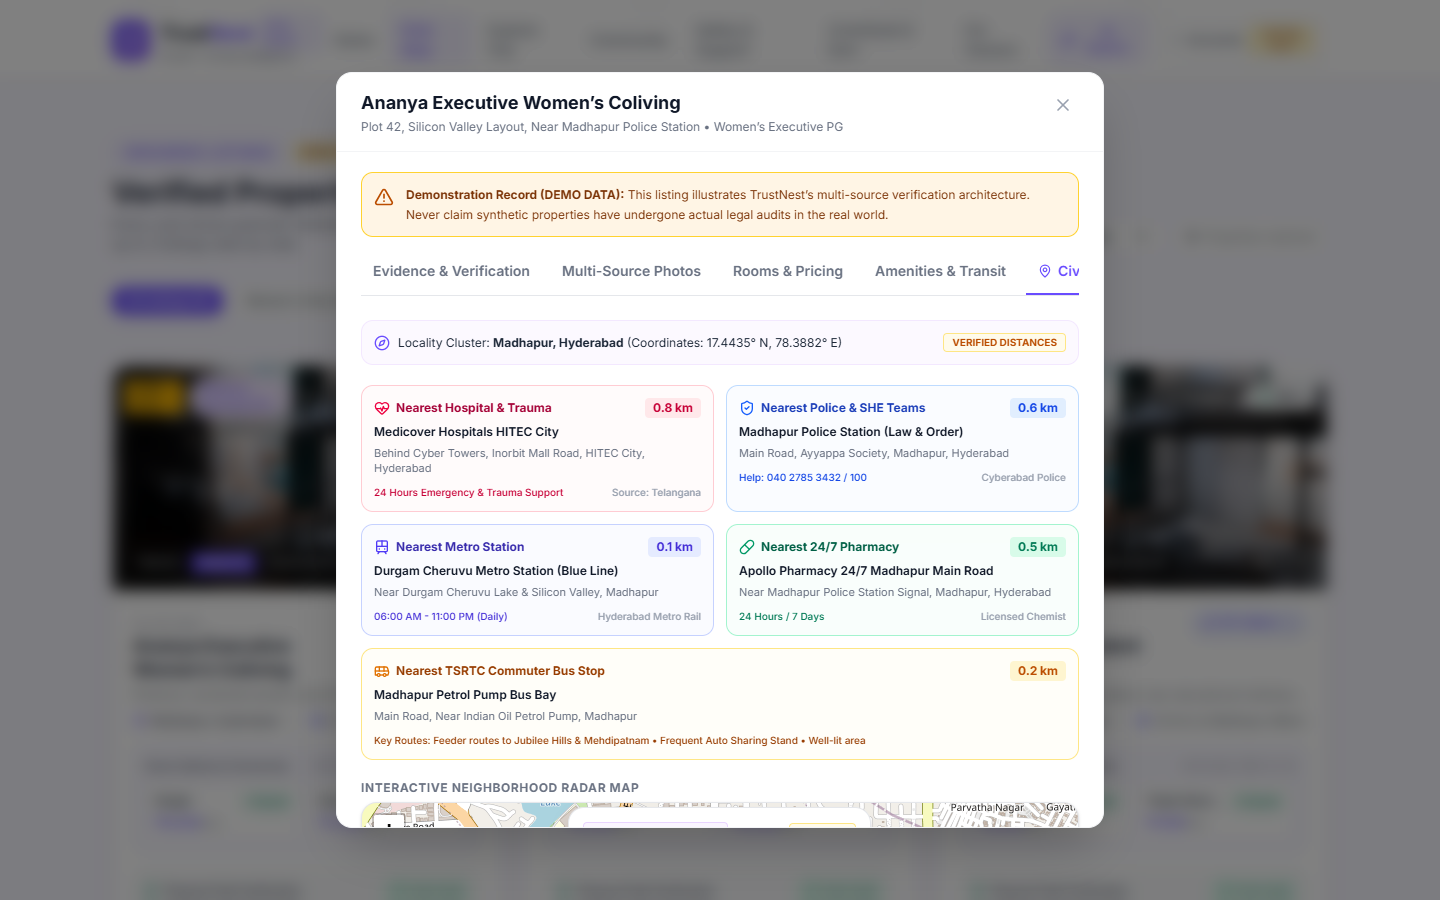 Ananya Executive Women’s Coliving
Plot 42, Silicon Valley Layout, Near Madhapur Police Station • Women’s Executive PG
Demonstration Record (DEMO DATA): This listing illustrates TrustNest’s multi-source verification architecture.
Never claim synthetic properties have undergone actual legal audits in the real world.
Evidence & Verification
Multi-Source Photos
Rooms & Pricing
Amenities & Transit
Civ
Locality Cluster: Madhapur, Hyderabad (Coordinates: 17.4435° N, 78.3882° E)
VERIFIED DISTANCES
Nearest Hospital & Trauma
0.8 km
Medicover Hospitals HITEC City
Behind Cyber Towers, Inorbit Mall Road, HITEC City,
Hyderabad
24 Hours Emergency & Trauma Support
Source: Telangana
Nearest Police & SHE Teams
0.6 km
Madhapur Police Station (Law & Order)
Main Road, Ayyappa Society, Madhapur, Hyderabad
Help: 040 2785 3432 / 100
Cyberabad Police
Nearest Metro Station
0.1 km
Durgam Cheruvu Metro Station (Blue Line)
Near Durgam Cheruvu Lake & Silicon Valley, Madhapur
06:00 AM - 11:00 PM (Daily)
Hyderabad Metro Rail
Nearest 24/7 Pharmacy
0.5 km
Apollo Pharmacy 24/7 Madhapur Main Road
Near Madhapur Police Station Signal, Madhapur, Hyderabad
24 Hours / 7 Days
Licensed Chemist
Nearest TSRTC Commuter Bus Stop
0.2 km
Madhapur Petrol Pump Bus Bay
Main Road, Near Indian Oil Petrol Pump, Madhapur
Key Routes: Feeder routes to Jubilee Hills & Mehdipatnam • Frequent Auto Sharing Stand • Well-lit area
INTERACTIVE NEIGHBORHOOD RADAR MAP
Parvatha Nagar
Road